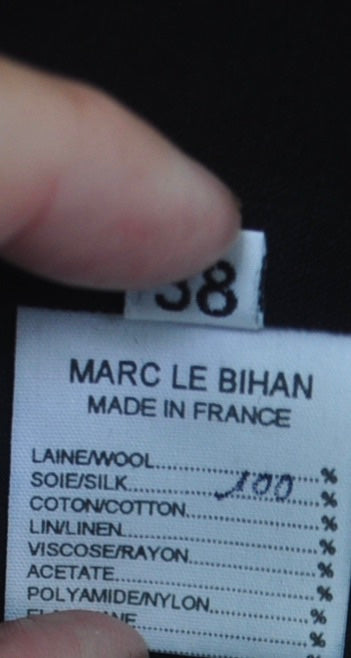 38
MARC LE BIHAN
MADE IN FRANCE
LAINE/WOOL..............................%
SOIE/SILK................100......%
COTON/COTTON.......................%
LIN/LINEN...............................%
VISCOSE/RAYON......................%
ACETATE.................................%
POLYAMIDE/NYLON..................%
%